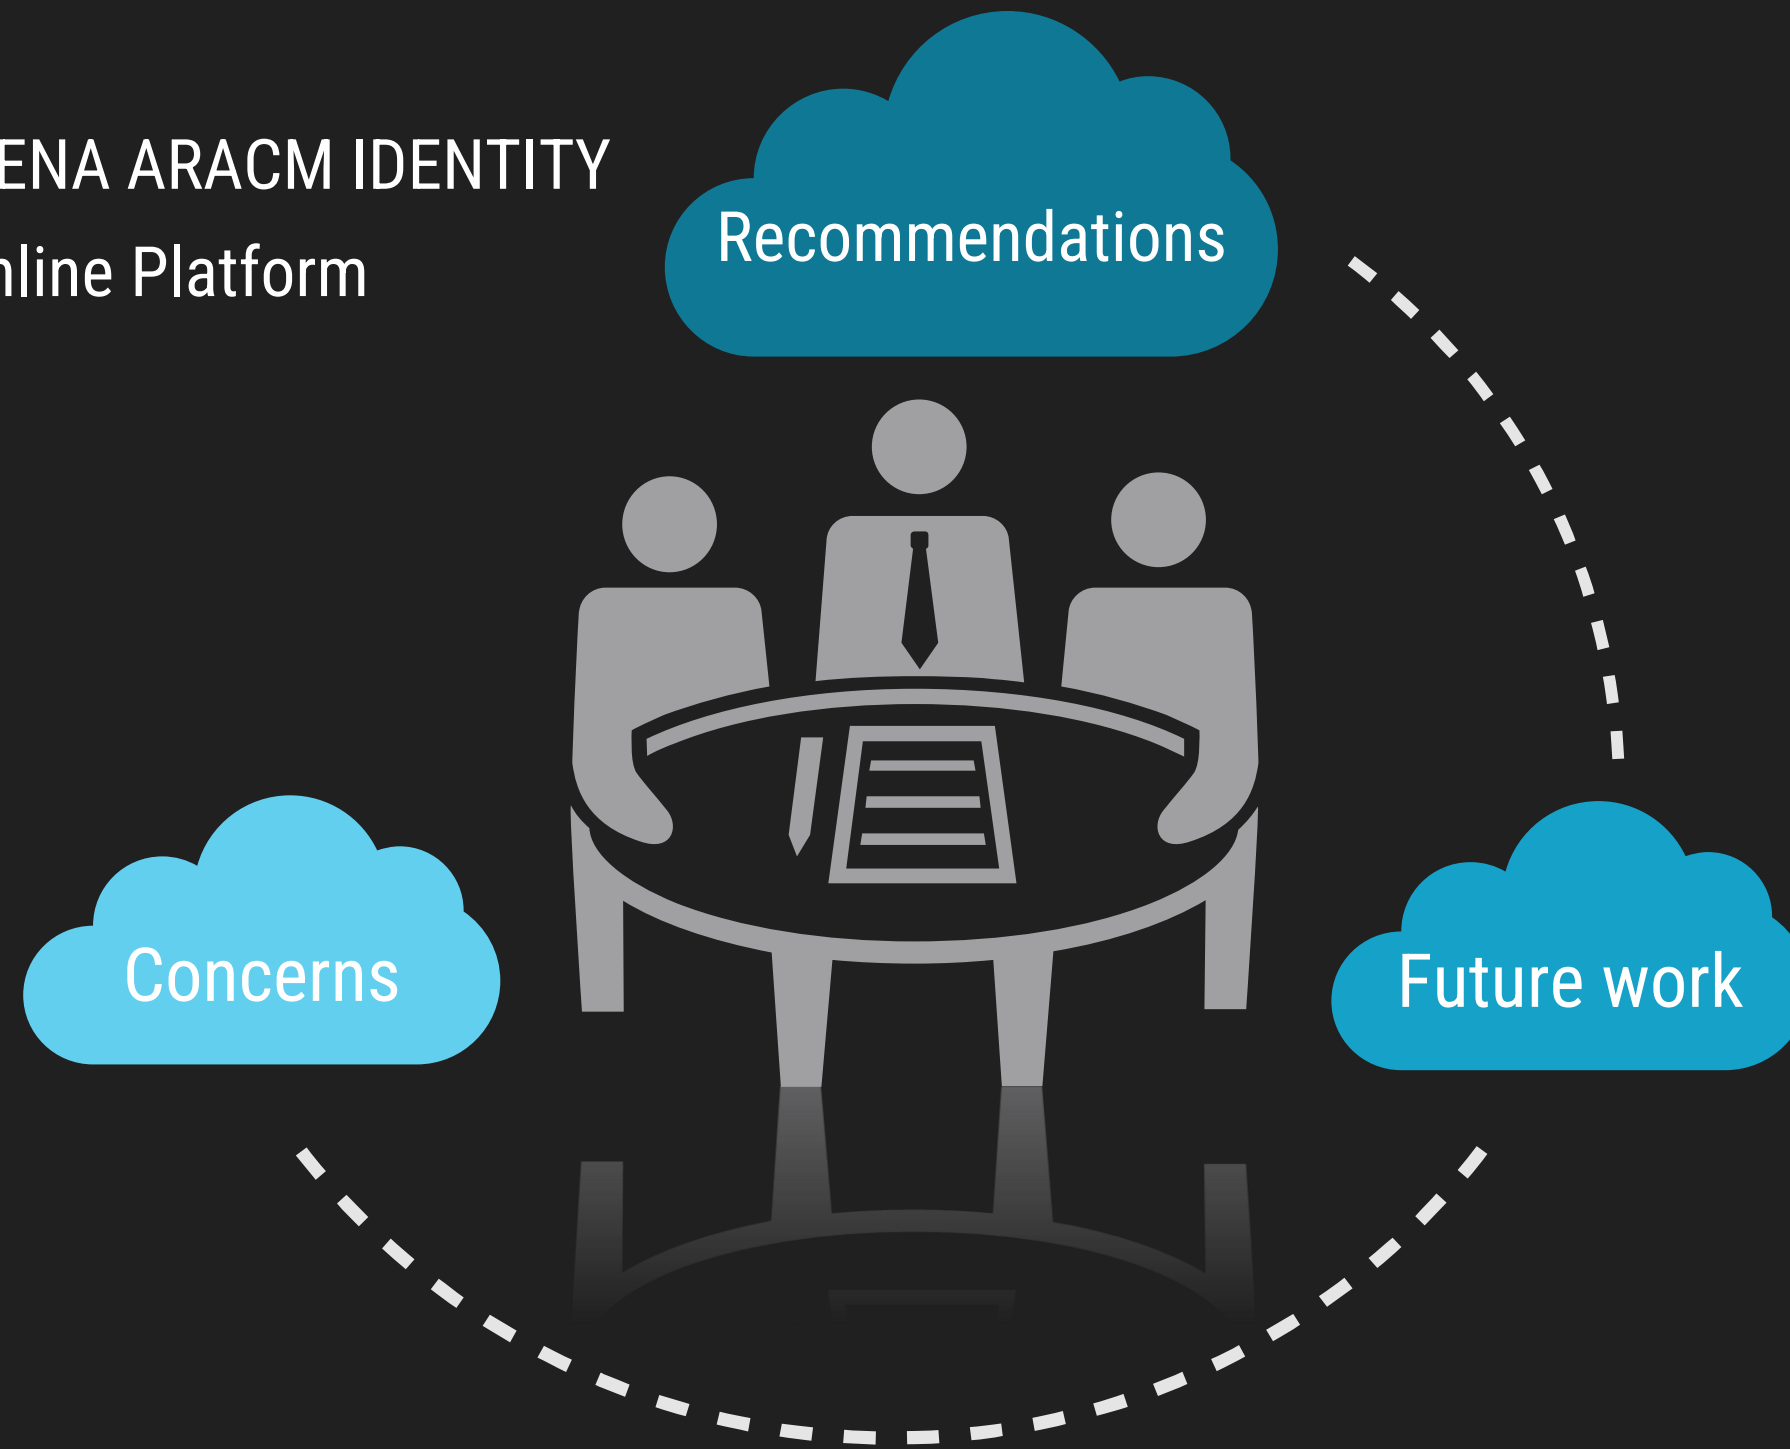 ENA ARACM IDENTITY
nline Platform
Recommendations
Concerns
Future work